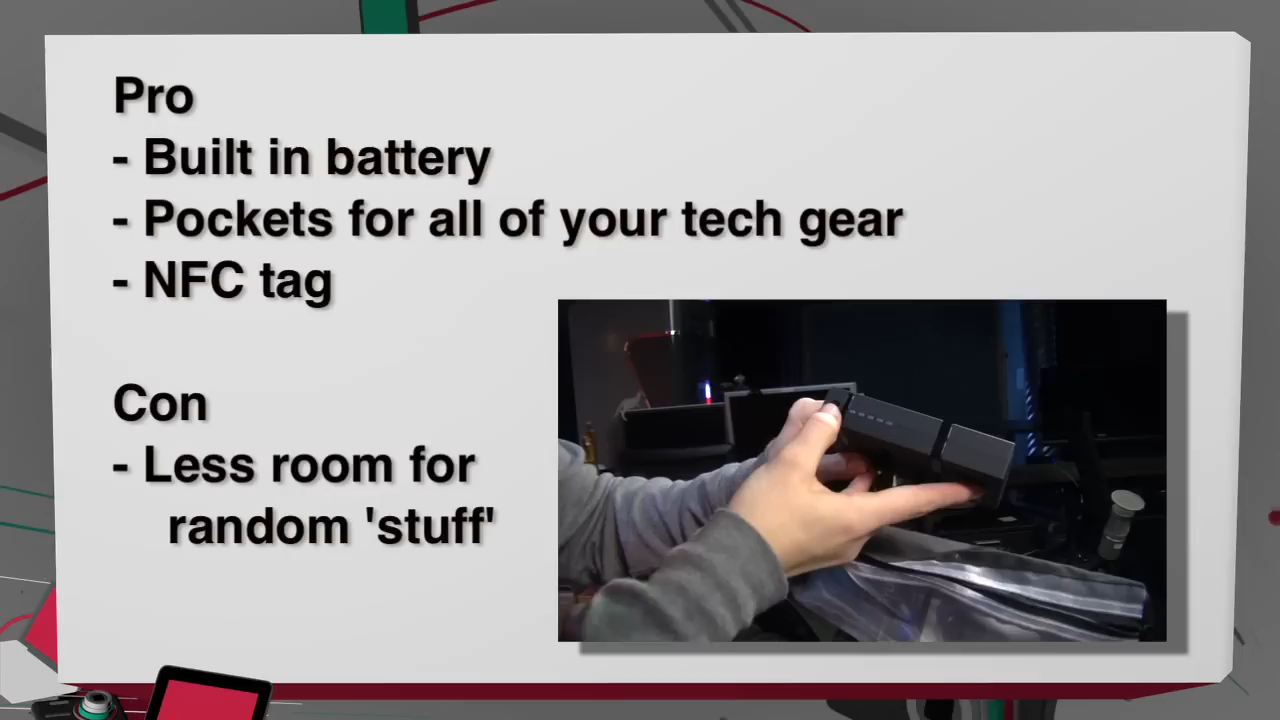 Pro
- Built in battery
- Pockets for all of your tech gear
- NFC tag
Con
- Less room for
random 'stuff'